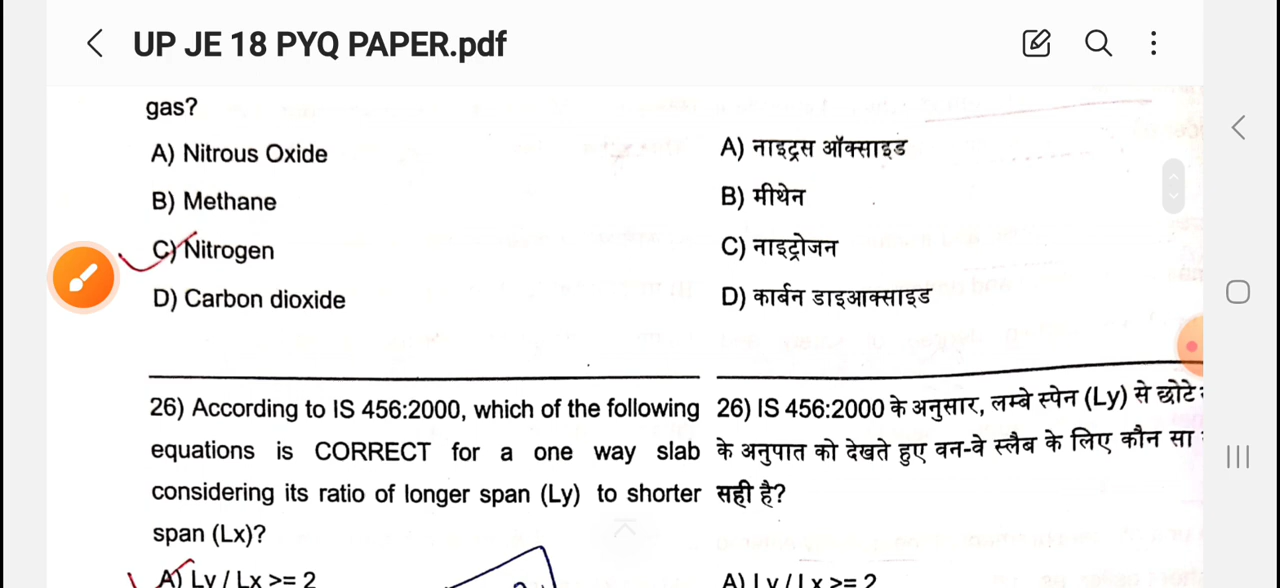 UP JE 18 PYQ PAPER.pdf
gas?
A) Nitrous Oxide
B) Methane
C) Nitrogen
D) Carbon dioxide
A) नाइट्रस ऑक्साइड
B) मीथेन
C) नाइट्रोजन
D) कार्बन डाइआक्साइड
26) According to IS 456:2000, which of the following
equations is CORRECT for a one way slab
considering its ratio of longer span (Ly) to shorter
span (Lx)?
A) Ly / Lx >= 2
26) IS 456:2000 के अनुसार, लम्बे स्पेन (Ly) से छोटे
के अनुपात को देखते हुए वन-वे स्लैब के लिए कौन सा
सही है?
A) Ly / Lx >= 2